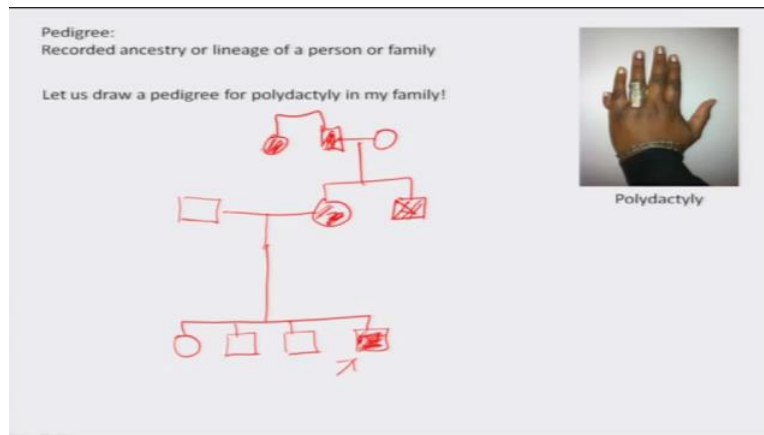 Pedigree:
Recorded ancestry or lineage of a person or family
Let us draw a pedigree for polydactyly in my family!
Polydactyly